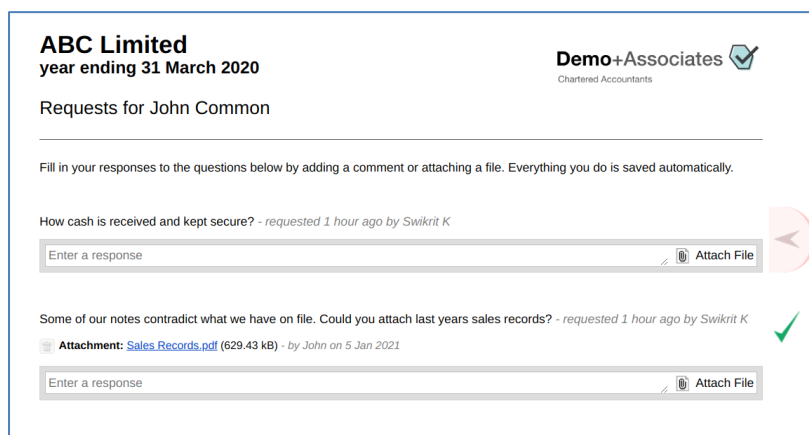 ABC Limited
year ending 31 March 2020
Demo+Associates
Chartered Accountants
Requests for John Common
Fill in your responses to the questions below by adding a comment or attaching a file. Everything you do is saved automatically.
How cash is received and kept secure? - requested 1 hour ago by Swikrit K
Enter a response
Attach File
Some of our notes contradict what we have on file. Could you attach last years sales records? - requested 1 hour ago by Swikrit K
Attachment: Sales Records.pdf (629.43 kB) - by John on 5 Jan 2021
Enter a response
Attach File